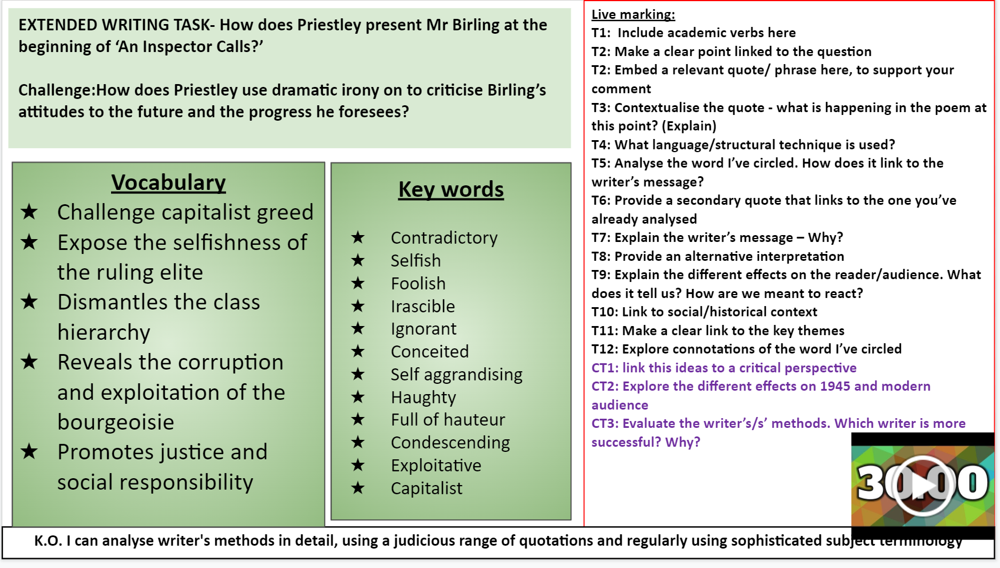 EXTENDED WRITING TASK- How does Priestley present Mr Birling at the
beginning of ‘An Inspector Calls?’
Challenge:How does Priestley use dramatic irony on to criticise Birling’s
attitudes to the future and the progress he foresees?
Vocabulary
★ Challenge capitalist greed
★ Expose the selfishness of
the ruling elite
★ Dismantles the class
hierarchy
★ Reveals the corruption
and exploitation of the
bourgeoisie
★ Promotes justice and
social responsibility
Key words
★ Contradictory
★ Selfish
★ Foolish
★ Irascible
★ Ignorant
★ Conceited
★ Self aggrandising
★ Haughty
★ Full of hauteur
★ Condescending
★ Exploitative
★ Capitalist
Live marking:
T1:  Include academic verbs here
T2: Make a clear point linked to the question
T2: Embed a relevant quote/ phrase here, to support your
comment
T3: Contextualise the quote - what is happening in the poem at
this point? (Explain)
T4: What language/structural technique is used?
T5: Analyse the word I’ve circled. How does it link to the
writer’s message?
T6: Provide a secondary quote that links to the one you’ve
already analysed
T7: Explain the writer’s message – Why?
T8: Provide an alternative interpretation
T9: Explain the different effects on the reader/audience. What
does it tell us? How are we meant to react?
T10: Link to social/historical context
T11: Make a clear link to the key themes
T12: Explore connotations of the word I’ve circled
CT1: link this ideas to a critical perspective
CT2: Explore the different effects on 1945 and modern
audience
CT3: Evaluate the writer’s/s’ methods. Which writer is more
successful? Why?
30:00
K.O. I can analyse writer's methods in detail, using a judicious range of quotations and regularly using sophisticated subject terminology